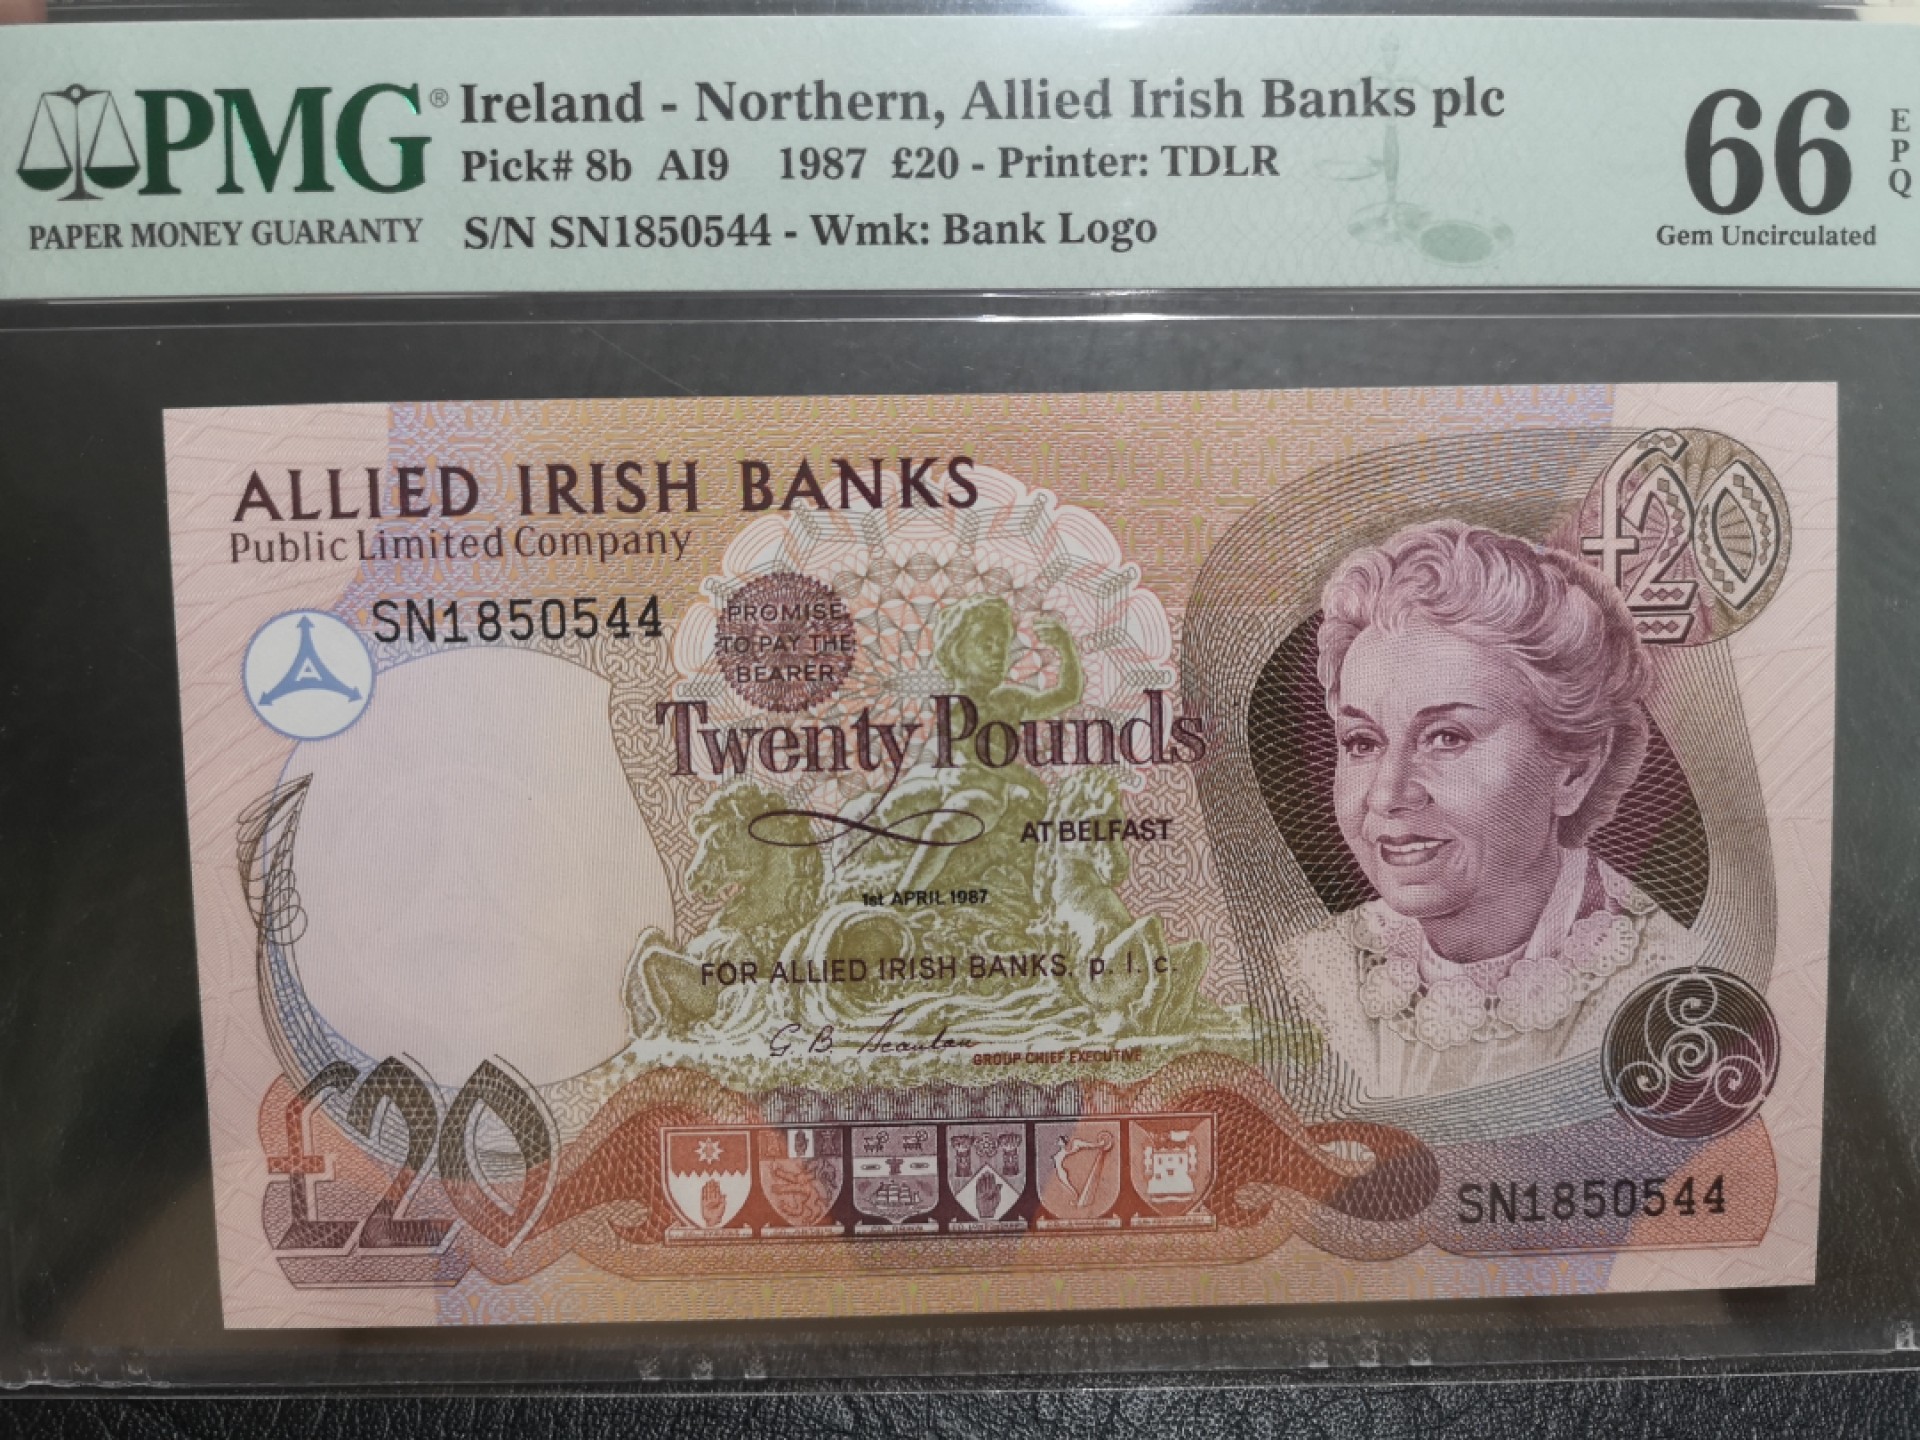 PMG®
PAPER MONEY GUARANTY
Ireland - Northern, Allied Irish Banks plc
Pick# 8b AI9 1987 £20 - Printer: TDLR
S/N SN1850544 - Wmk: Bank Logo
66
EPQ
Gem Uncirculated
ALLIED IRISH BANKS
Public Limited Company
£20
SN1850544
PROMISE
TO PAY THE
BEARER
A
Twenty Pounds
AT BELFAST
1st APRIL 1987
FOR ALLIED IRISH BANKS, p. l. c.
G. B. Scanlan
GROUP CHIEF EXECUTIVE
£20
SN1850544